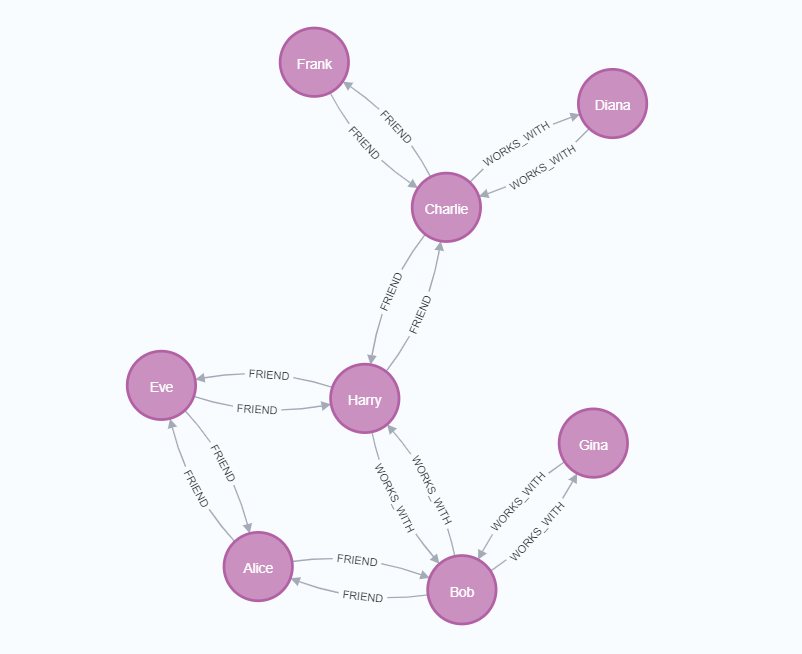 Frank
Diana
FRIEND
FRIEND
WORKS_WITH
WORKS_WITH
Charlie
FRIEND
FRIEND
Eve
FRIEND
FRIEND
Harry
Gina
FRIEND
FRIEND
WORKS_WITH
WORKS_WITH
WORKS_WITH
WORKS_WITH
Alice
FRIEND
FRIEND
Bob